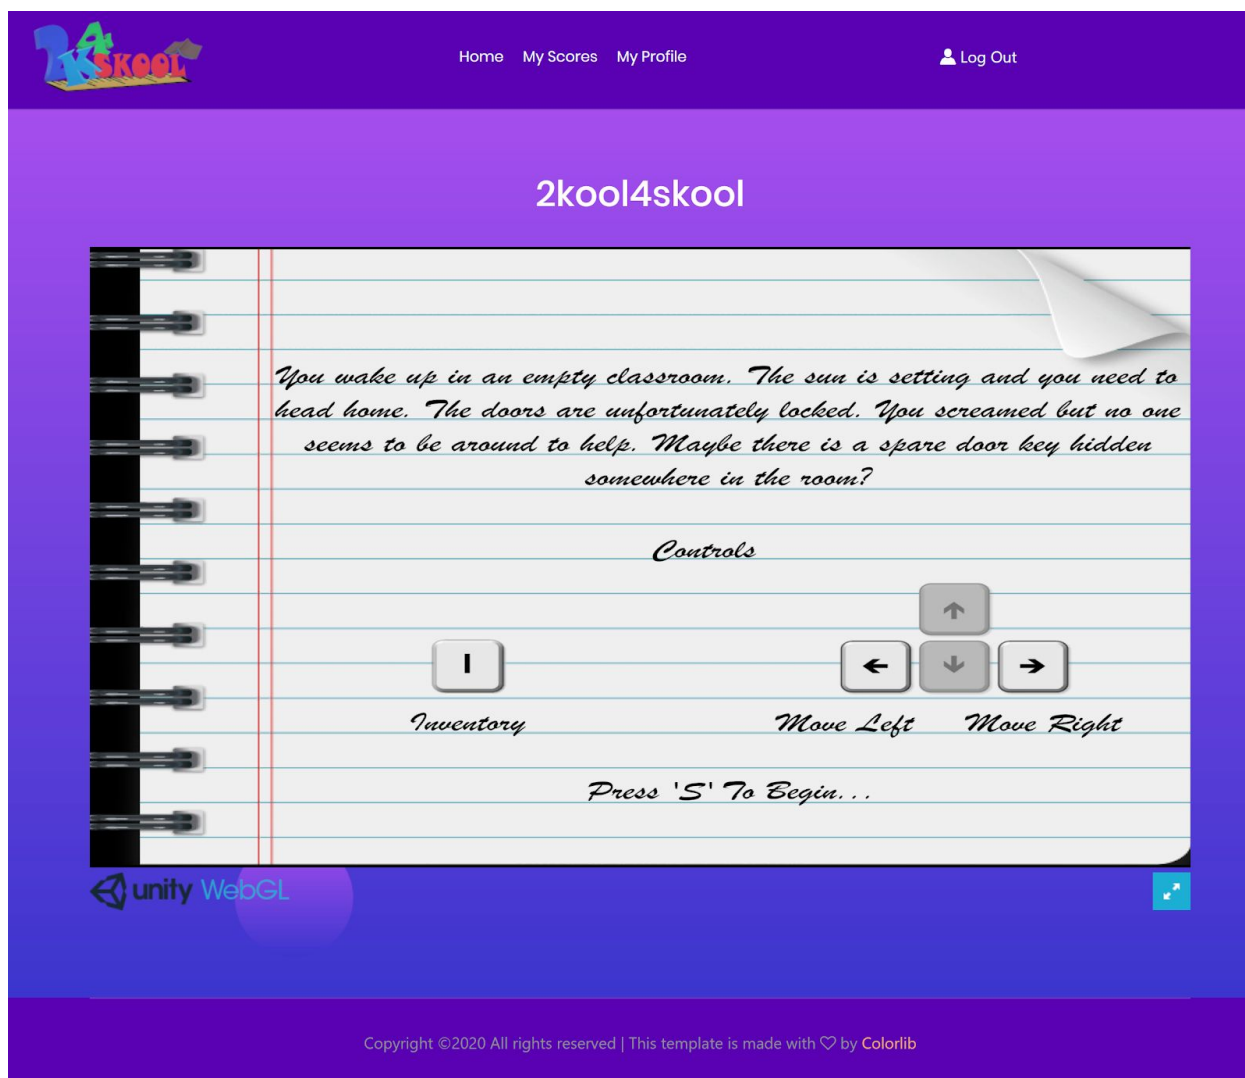 2K4SKOOL
Home My Scores My Profile Log Out
2kool4skool
You wake up in an empty classroom. The sun is setting and you need to
head home. The doors are unfortunately locked. You screamed but no one
seems to be around to help. Maybe there is a spare door key hidden
somewhere in the room?
Controls
I
Inventory Move Left Move Right
Press 'S' To Begin...
unity WebGL
Copyright ©2020 All rights reserved | This template is made with ♡ by Colorlib